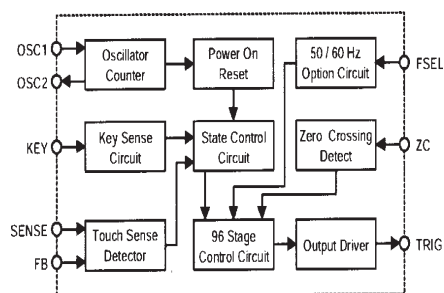 OSC1
OSC2
Oscillator
Counter
Power On
Reset
50 / 60 Hz
Option Circuit
FSEL
KEY
Key Sense
Circuit
State Control
Circuit
Zero Crossing
Detect
ZC
SENSE
FB
Touch Sense
Detector
96 Stage
Control Circuit
Output Driver
TRIG